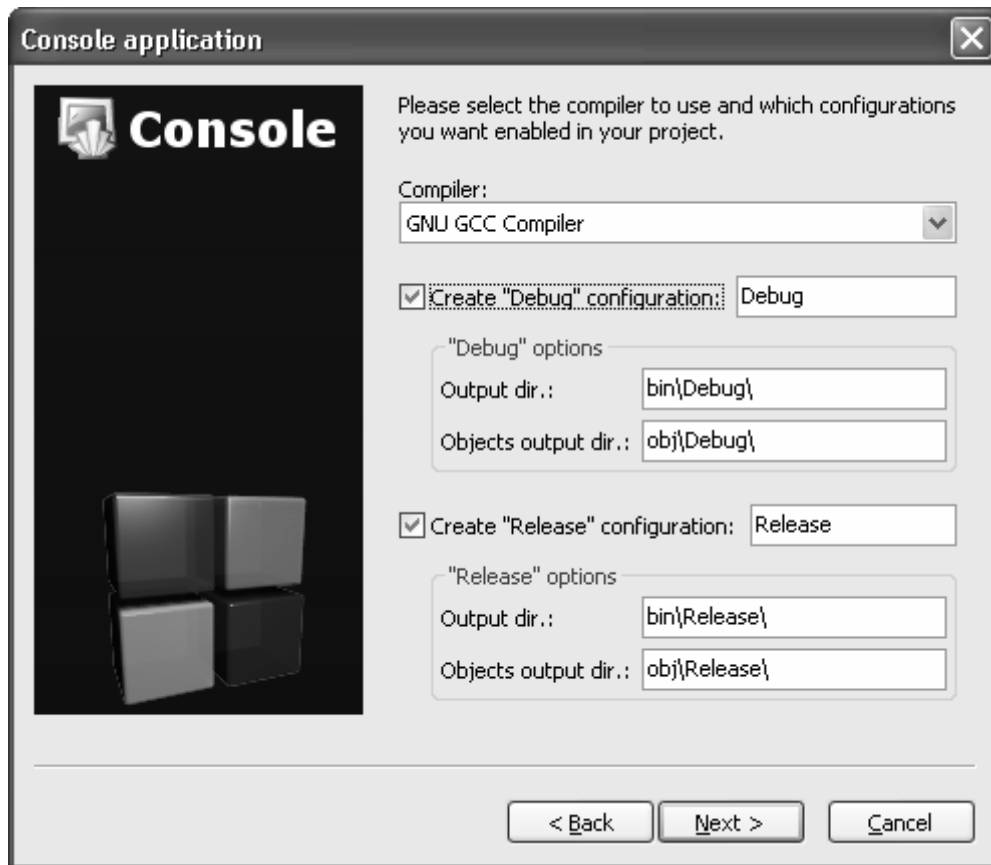 Console application
Console
Please select the compiler to use and which configurations
you want enabled in your project.
Compiler:
GNU GCC Compiler
Create "Debug" configuration: Debug
"Debug" options
Output dir.: bin\Debug\
Objects output dir.: obj\Debug\
Create "Release" configuration: Release
"Release" options
Output dir.: bin\Release\
Objects output dir.: obj\Release\
< Back Next > Cancel